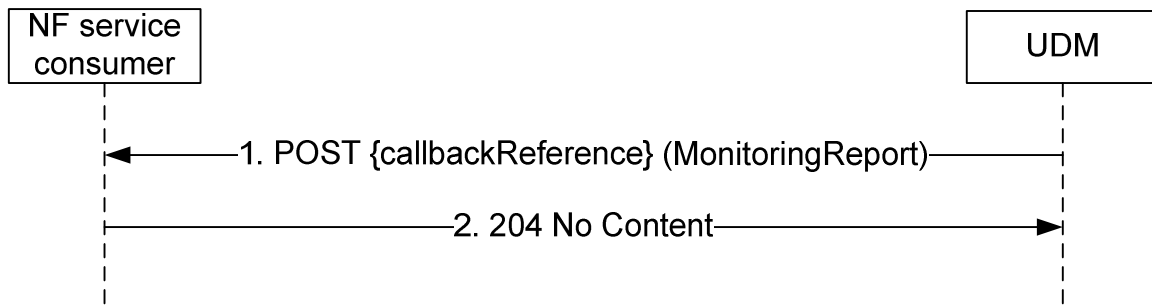 NF service
consumer
UDM
1. POST {callbackReference} (MonitoringReport)
2. 204 No Content